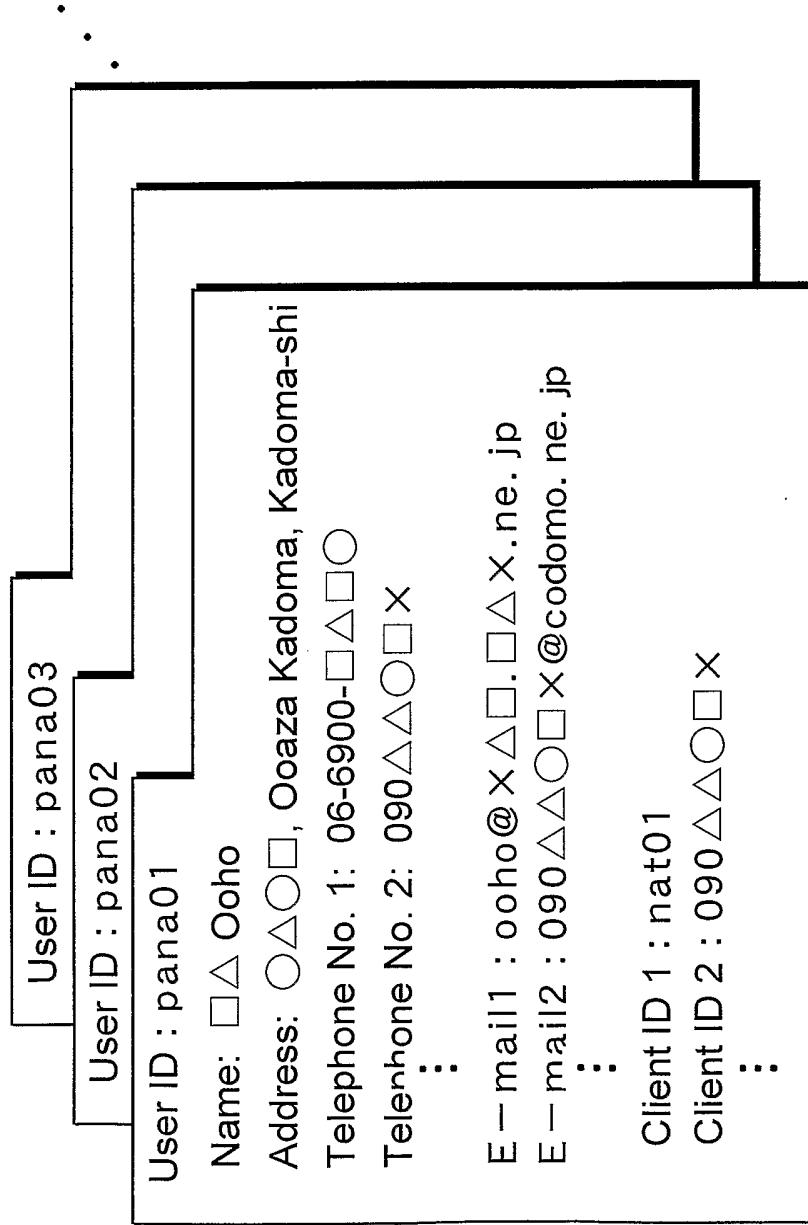 User ID : pana03
User ID : pana02
User ID : pana01
Name: □△ Ooho
Address: ○△○□, Ooaza Kadoma, Kadoma-shi
Telephone No. 1: 06-6900-□△□○
Telephone No. 2: 090△△○□×
⋮
E－mail1 : ooho@×△□.□△×.ne.jp
E－mail2 : 090△△○□×@codomo.ne.jp
⋮
Client ID 1 : nat01
Client ID 2 : 090△△○□×
⋮